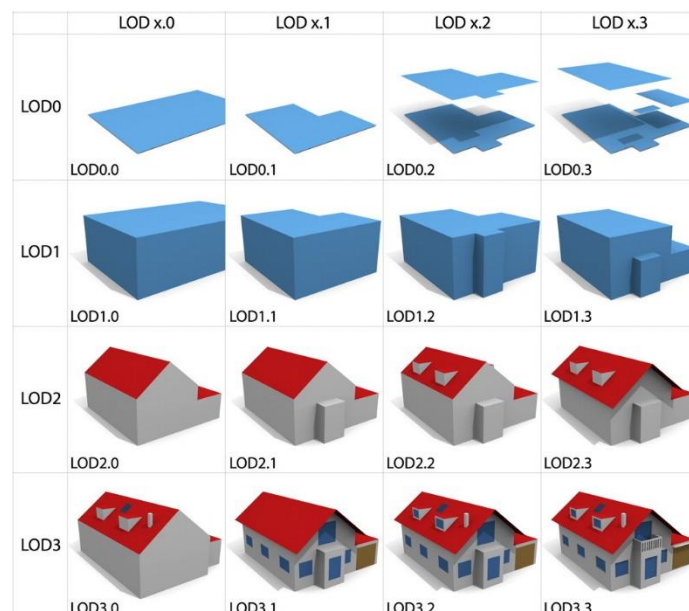 LOD x.0 LOD x.1 LOD x.2 LOD x.3
LOD0
LOD0.0 LOD0.1 LOD0.2 LOD0.3
LOD1
LOD1.0 LOD1.1 LOD1.2 LOD1.3
LOD2
LOD2.0 LOD2.1 LOD2.2 LOD2.3
LOD3
LOD3.0 LOD3.1 LOD3.2 LOD3.3